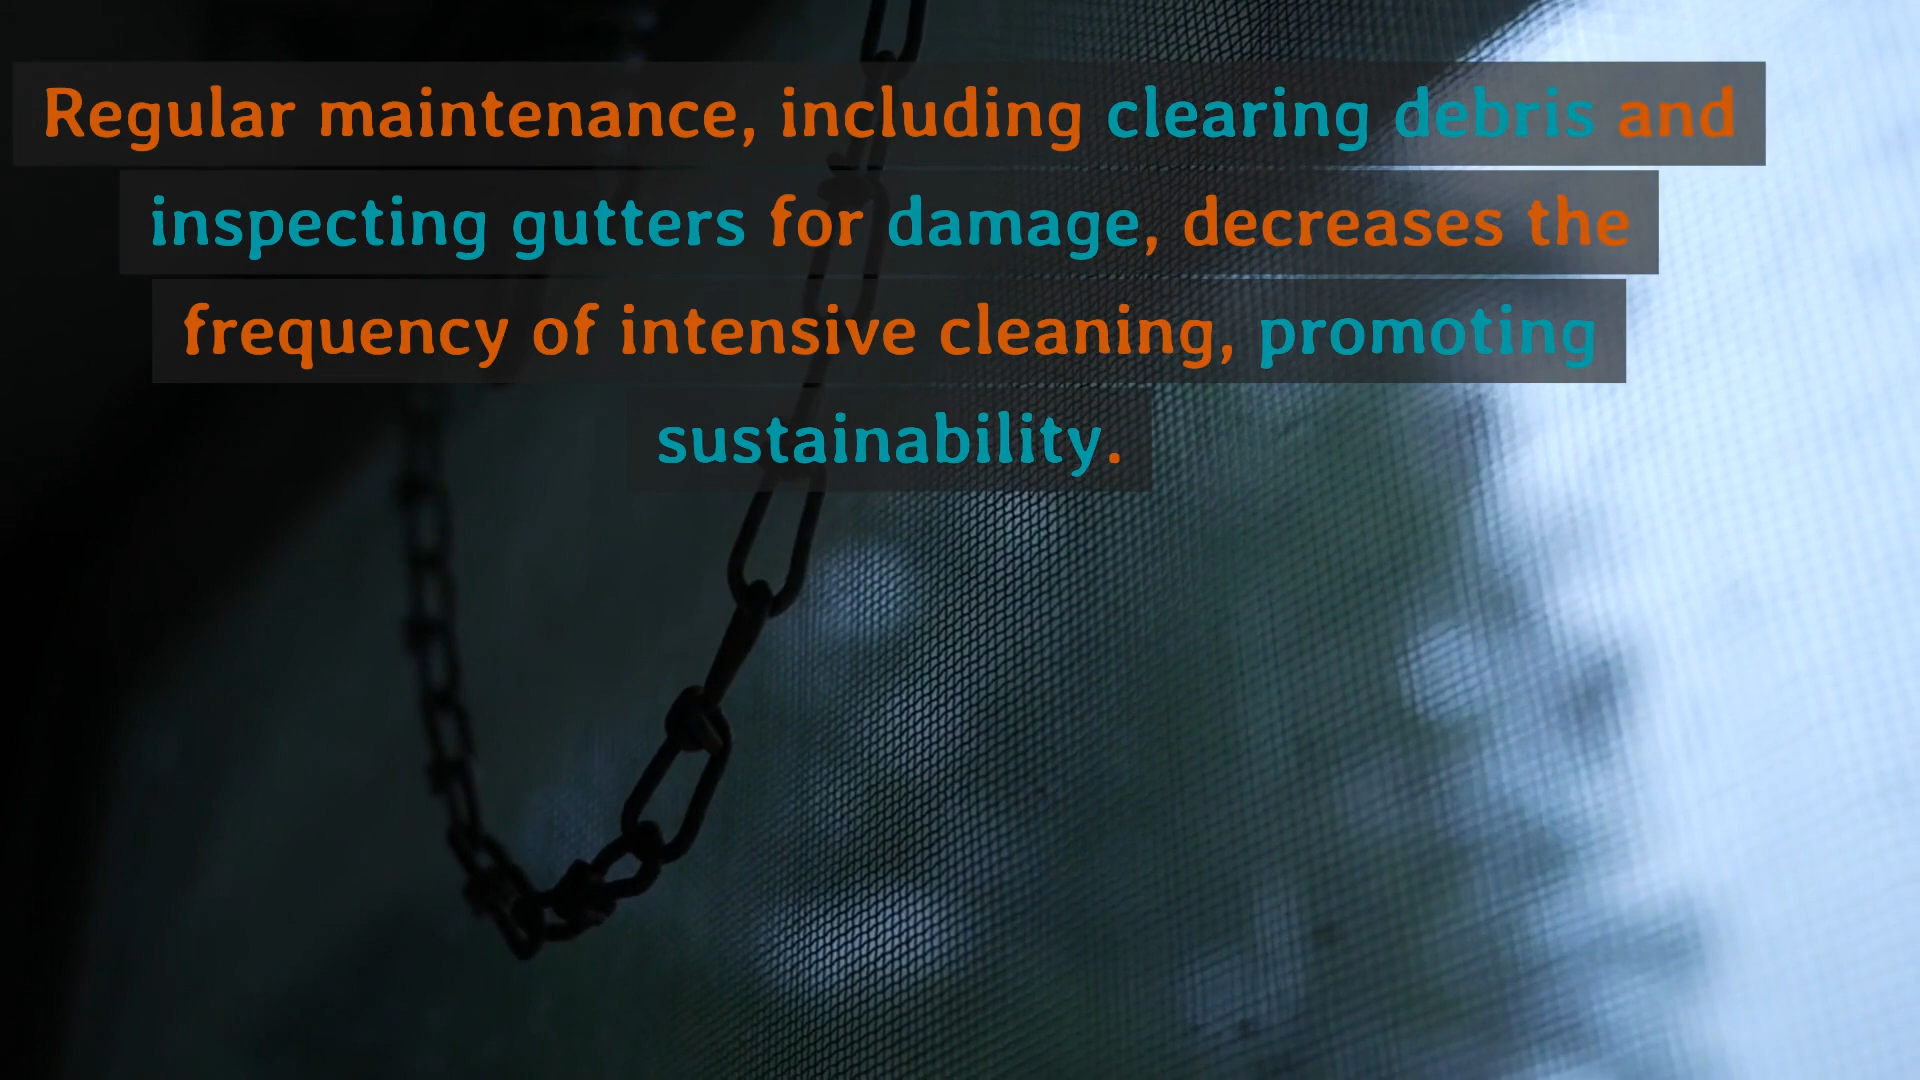 Regular maintenance, including clearing debris and
inspecting gutters for damage, decreases the
frequency of intensive cleaning, promoting
sustainability.